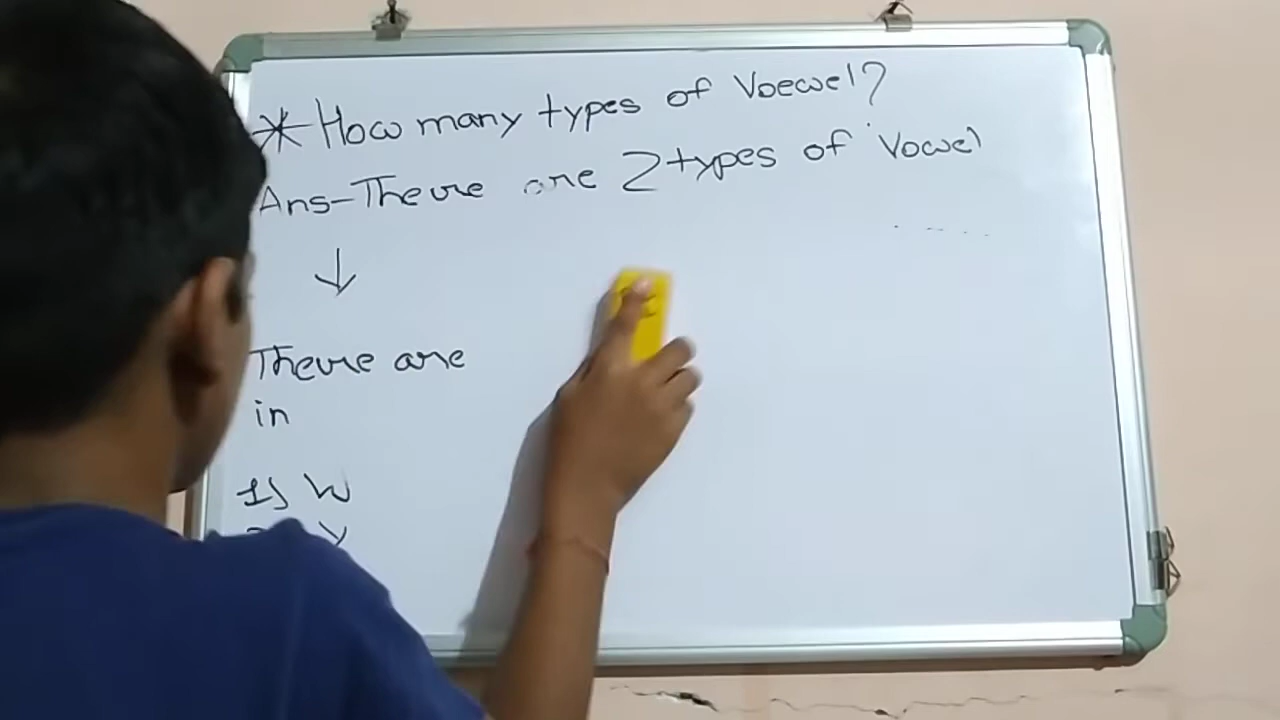 * How many types of Voewel?
Ans-There are 2 types of Vowel
↓
There are
in
1) W
Y